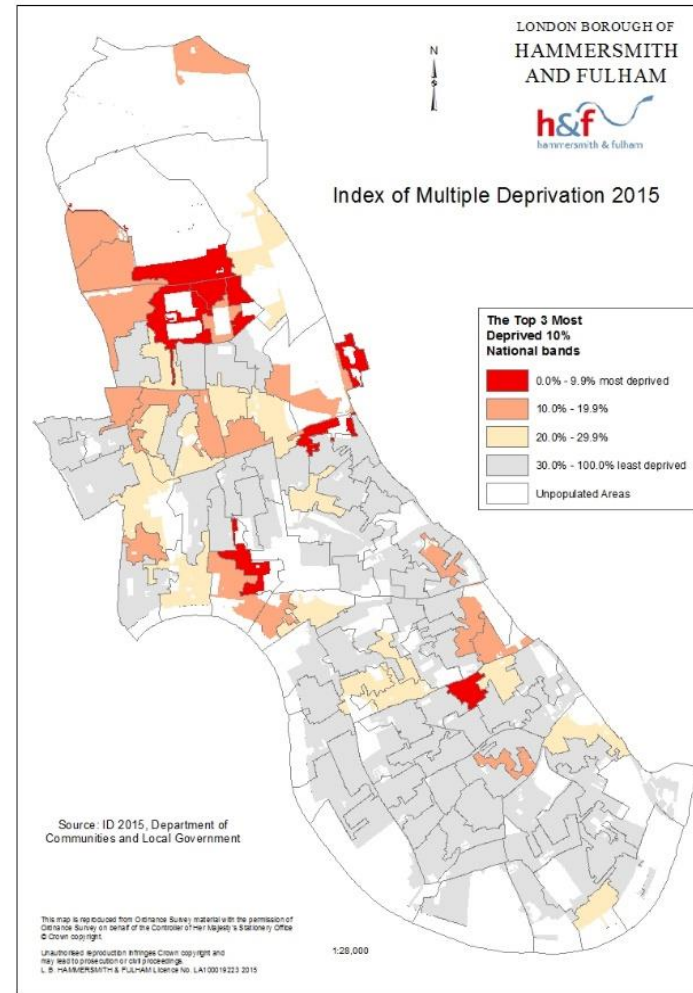 LONDON BOROUGH OF
HAMMERSMITH
AND FULHAM
N
h&f
hammersmith & fulham
Index of Multiple Deprivation 2015
The Top 3 Most
Deprived 10%
National bands
0.0% - 9.9% most deprived
10.0% - 19.9%
20.0% - 29.9%
30.0% - 100.0% least deprived
Unpopulated Areas
Source: ID 2015, Department of
Communities and Local Government
This map is reproduced from Ordnance Survey material with the permission of
Ordnance Survey on behalf of the Controller of Her Majesty's Stationery Office
© Crown copyright.
Unauthorised reproduction infringes Crown copyright and
may lead to prosecution or civil proceedings.
L. B. HAMMERSMITH & FULHAM Licence No. LA100019223 2015
1:28,000